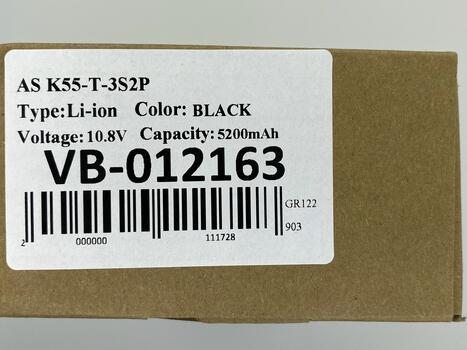 AS K55-T-3S2P
Type:Li-ion Color: BLACK
Voltage: 10.8V Capacity: 5200mAh
VB-012163
GR122
903
2 000000 111728